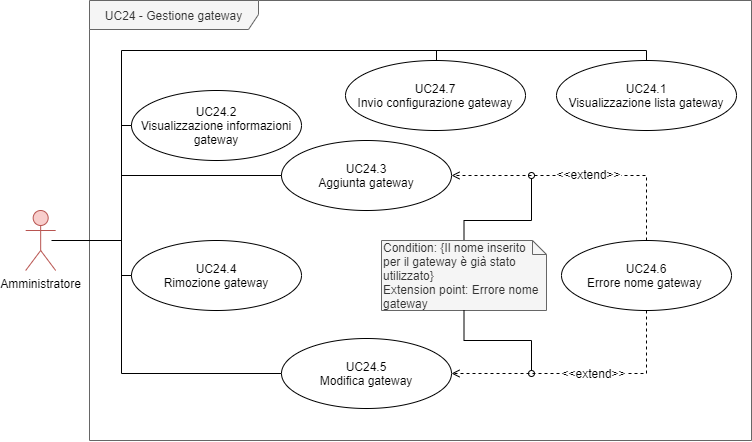 UC24 - Gestione gateway
UC24.7
Invio configurazione gateway
UC24.1
Visualizzazione lista gateway
UC24.2
Visualizzazione informazioni
gateway
UC24.3
Aggiunta gateway
<<extend>>
Amministratore
UC24.4
Rimozione gateway
Condition: {Il nome inserito
per il gateway è già stato
utilizzato}
Extension point: Errore nome
gateway
UC24.6
Errore nome gateway
UC24.5
Modifica gateway
<<extend>>